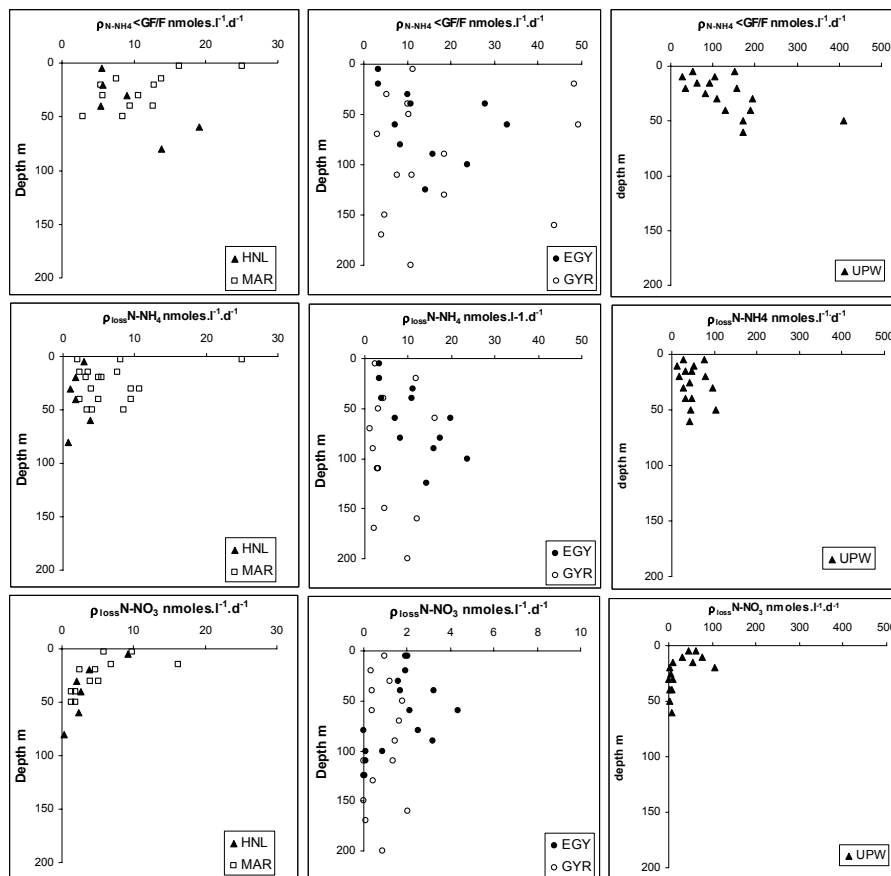 ρN-NH4 <GF/F nmoles.l-1.d-1
0 10 20 30
0
50
100
150
200
Depth m
HNL
MAR
ρN-NH4 <GF/F nmoles.l-1.d-1
0 10 20 30 40 50
0
50
100
150
200
Depth m
EGY
GYR
ρN-NH4 <GF/F nmoles.l-1.d-1
0 100 200 300 400 500
0
50
100
150
200
depth m
UPW
ρlossN-NH4 nmoles.l-1.d-1
0 10 20 30
0
50
100
150
200
Depth m
HNL
MAR
ρlossN-NH4 nmoles.l-1.d-1
0 10 20 30 40 50
0
50
100
150
200
Depth m
EGY
GYR
ρlossN-NH4 nmoles.l-1.d-1
0 100 200 300 400 500
0
50
100
150
200
depth m
UPW
ρlossN-NO3 nmoles.l-1.d-1
0 10 20 30
0
50
100
150
200
Depth m
HNL
MAR
ρlossN-NO3 nmoles.l-1.d-1
0 2 4 6 8 10
0
50
100
150
200
Depth m
EGY
GYR
ρlossN-NO3 nmoles.l-1.d-1
0 100 200 300 400 500
0
50
100
150
200
depth m
UPW